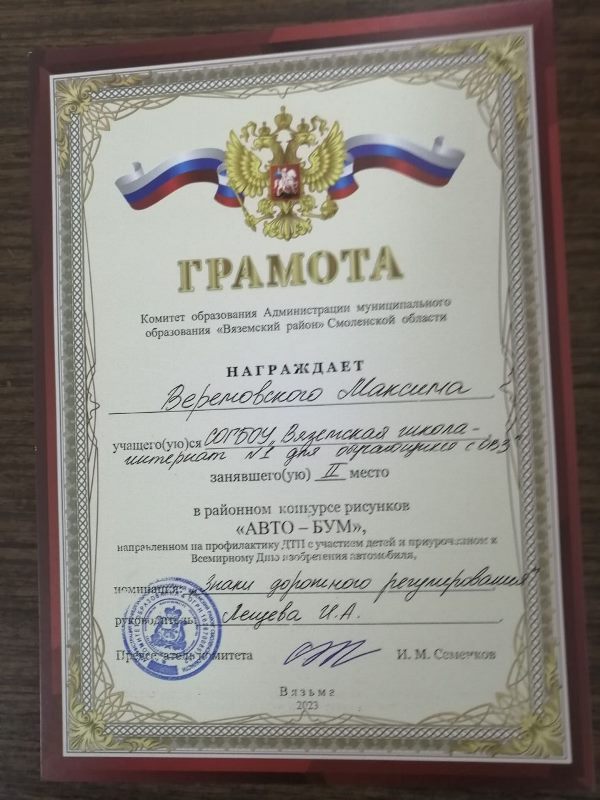 ГРАМОТА
Комитет образования Администрации муниципального
образования «Вяземский район» Смоленской области
НАГРАЖДАЕТ
Веремовского Максима
учащего(ую)ся СОГБОУ „Вяземская школа-
интернат №1 для обучающихся с ОВЗ"
занявшего(ую) II место
в районном конкурсе рисунков
«АВТО – БУМ»,
направленном на профилактику ДТП с участием детей и приуроченном к
Всемирному Дню изобретения автомобиля,
номинация „Знаки дорожного регулирования"
руководитель Лещева И.А.
Председатель комитета И. М. Семенков
Вязьма
2023